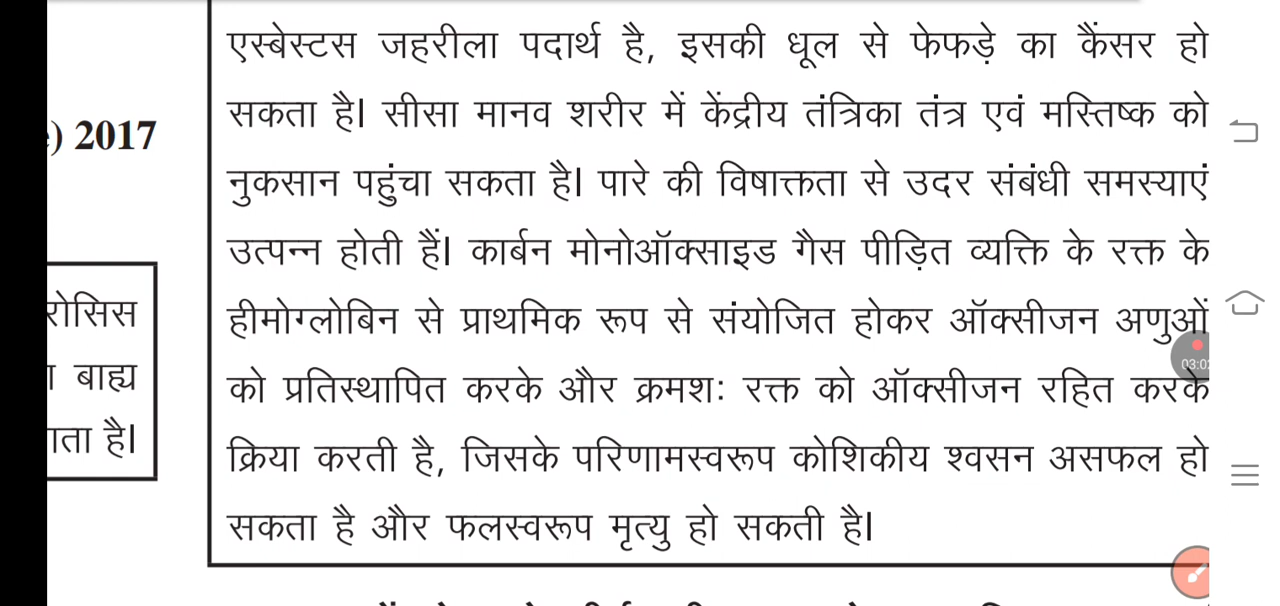 एस्बेस्टस जहरीला पदार्थ है, इसकी धूल से फेफड़े का कैंसर हो
सकता है। सीसा मानव शरीर में केंद्रीय तंत्रिका तंत्र एवं मस्तिष्क को
) 2017
नुकसान पहुंचा सकता है। पारे की विषाक्तता से उदर संबंधी समस्याएं
उत्पन्न होती हैं। कार्बन मोनोऑक्साइड गैस पीड़ित व्यक्ति के रक्त के
रोसिस
हीमोग्लोबिन से प्राथमिक रूप से संयोजित होकर ऑक्सीजन अणुओं
बाह्य
को प्रतिस्थापित करके और क्रमश: रक्त को ऑक्सीजन रहित करके
है।
क्रिया करती है, जिसके परिणामस्वरूप कोशिकीय श्वसन असफल हो
सकता है और फलस्वरूप मृत्यु हो सकती है।